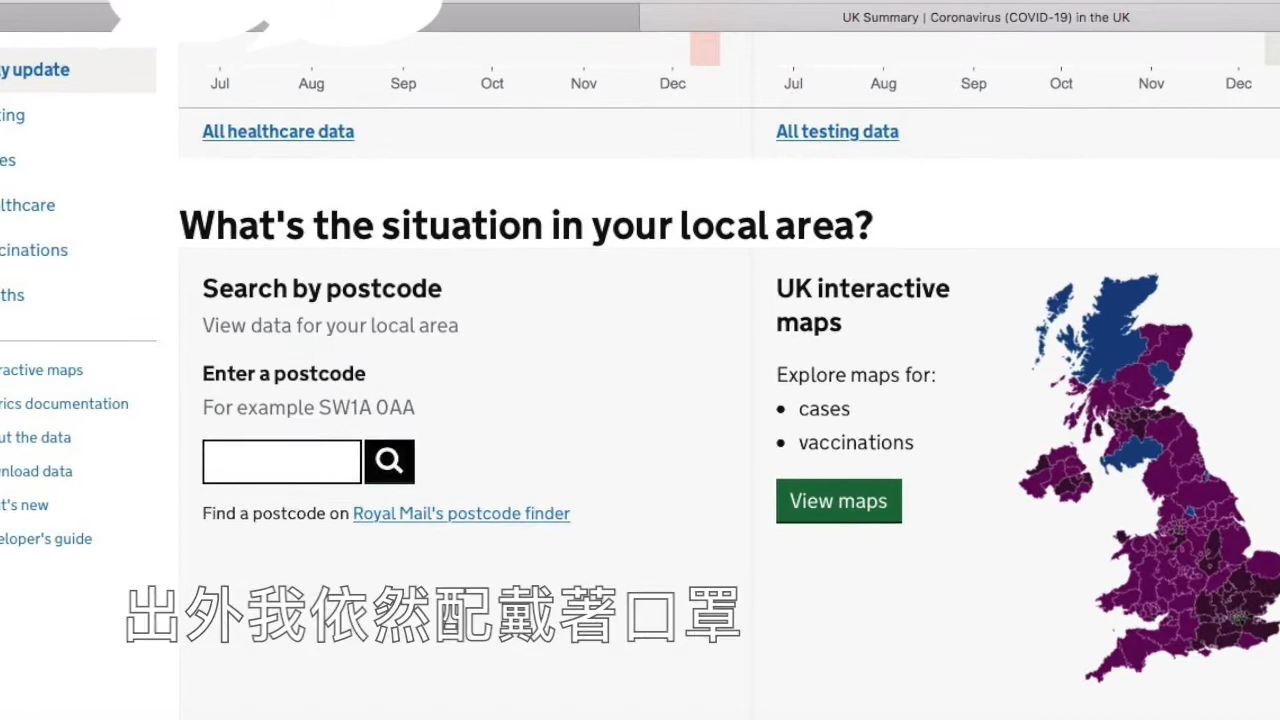 UK Summary | Coronavirus (COVID-19) in the UK
y update
ing
es
lthcare
cinations
ths
ractive maps
rics documentation
ut the data
nload data
t's new
eloper's guide
Jul Aug Sep Oct Nov Dec
Jul Aug Sep Oct Nov Dec
All healthcare data
All testing data
What's the situation in your local area?
Search by postcode
View data for your local area
Enter a postcode
For example SW1A 0AA
Find a postcode on Royal Mail's postcode finder
UK interactive
maps
Explore maps for:
• cases
• vaccinations
View maps
出外我依然配戴著口罩